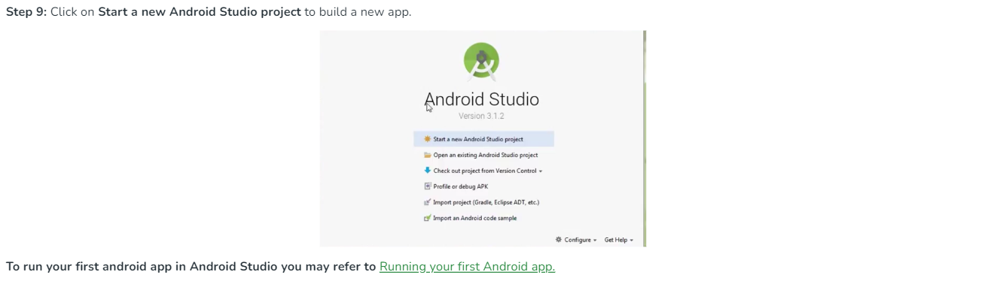 Step 9: Click on Start a new Android Studio project to build a new app.
Android Studio
Version 3.1.2
Start a new Android Studio project
Open an existing Android Studio project
Check out project from Version Control
Profile or debug APK
Import project (Gradle, Eclipse ADT, etc.)
Import an Android code sample
Configure Get Help
To run your first android app in Android Studio you may refer to Running your first Android app.